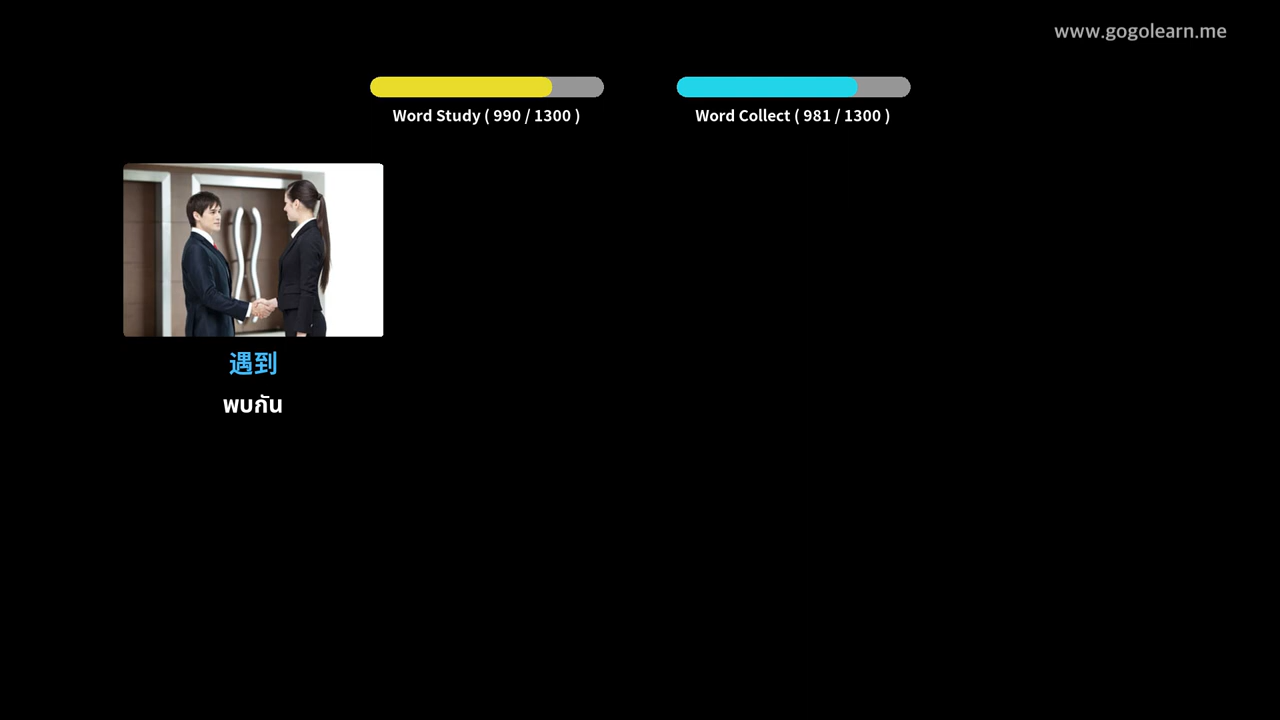 www.gogolearn.me
Word Study ( 990 / 1300 )
Word Collect ( 981 / 1300 )
遇到
พบกัน